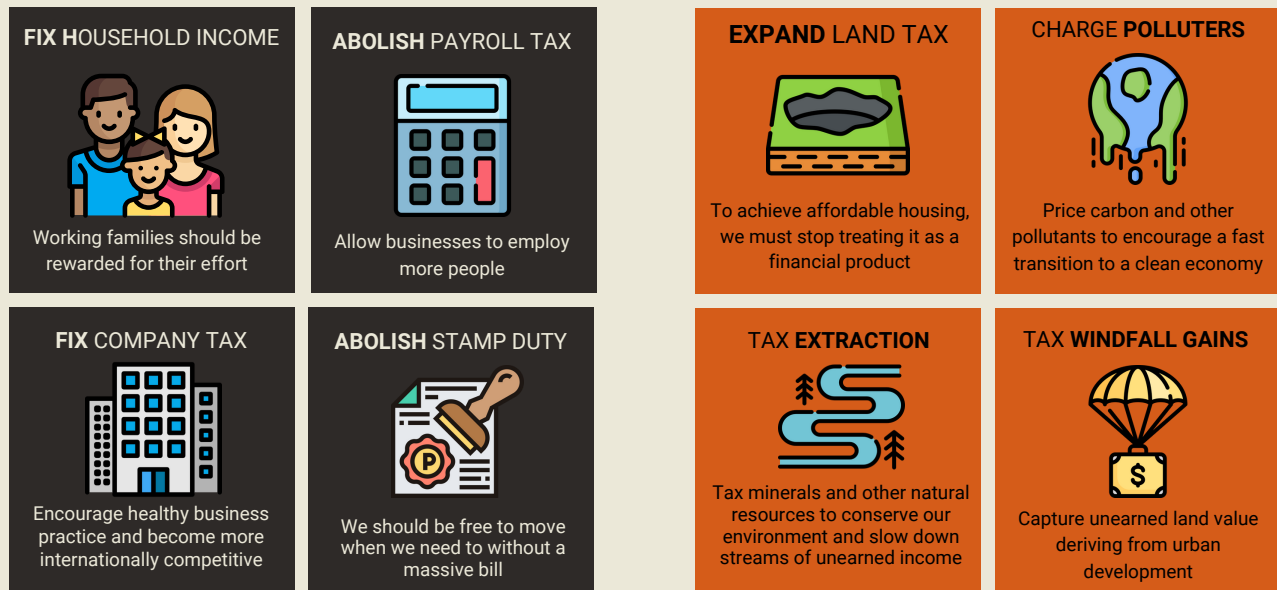 FIX HOUSEHOLD INCOME
Working families should be
rewarded for their effort
ABOLISH PAYROLL TAX
Allow businesses to employ
more people
EXPAND LAND TAX
To achieve affordable housing,
we must stop treating it as a
financial product
CHARGE POLLUTERS
Price carbon and other
pollutants to encourage a fast
transition to a clean economy
FIX COMPANY TAX
Encourage healthy business
practice and become more
internationally competitive
ABOLISH STAMP DUTY
P
We should be free to move
when we need to without a
massive bill
TAX EXTRACTION
Tax minerals and other natural
resources to conserve our
environment and slow down
streams of unearned income
TAX WINDFALL GAINS
$
Capture unearned land value
deriving from urban
development